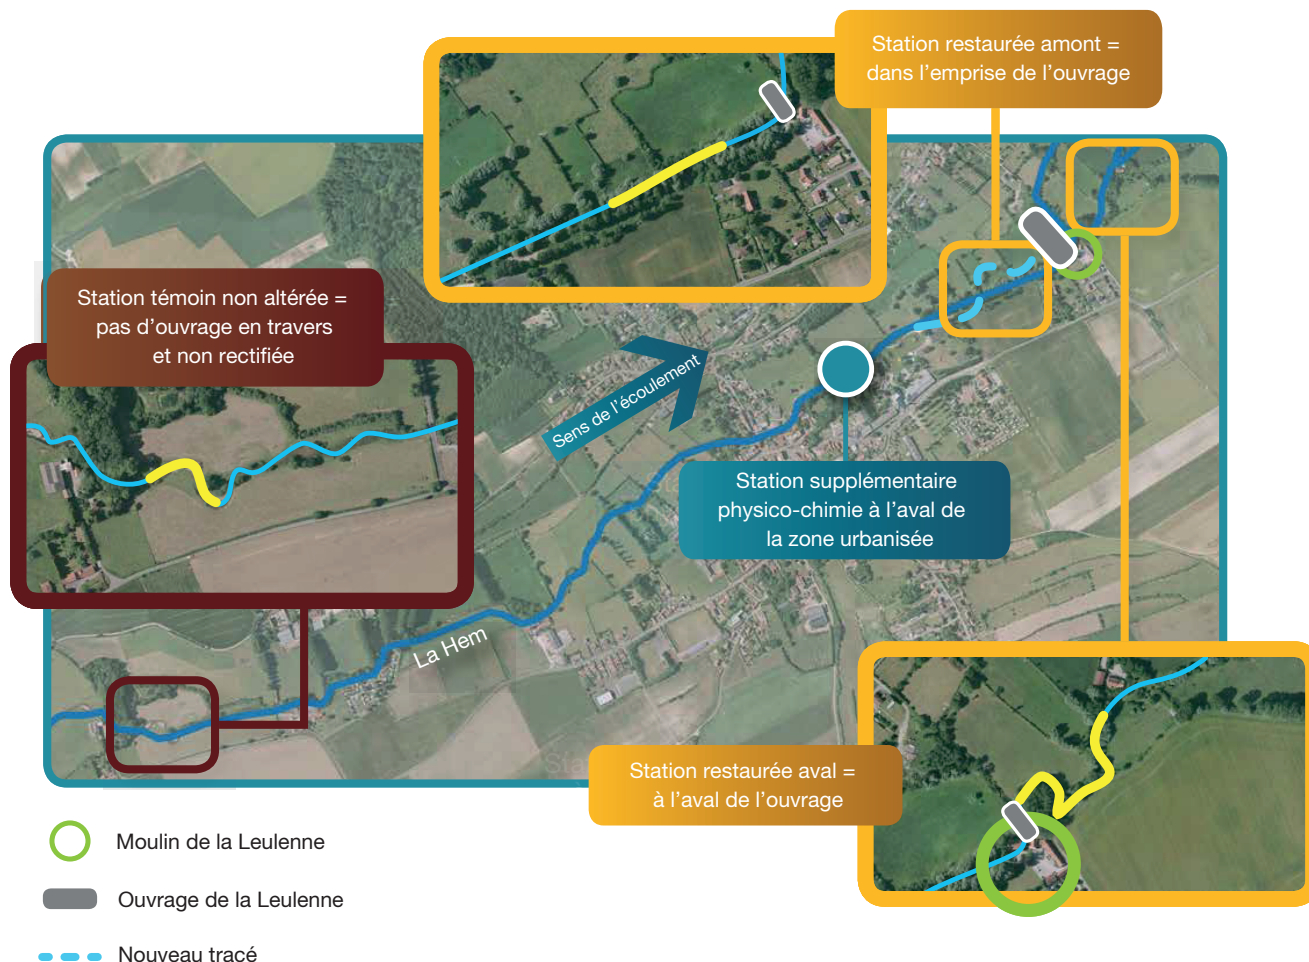 Station restaurée amont =
dans l'emprise de l'ouvrage
Station témoin non altérée =
pas d'ouvrage en travers
et non rectifiée
Sens de l'écoulement
Station supplémentaire
physico-chimie à l'aval de
la zone urbanisée
La Hem
Station restaurée aval =
à l'aval de l'ouvrage
Moulin de la Leulenne
Ouvrage de la Leulenne
Nouveau tracé